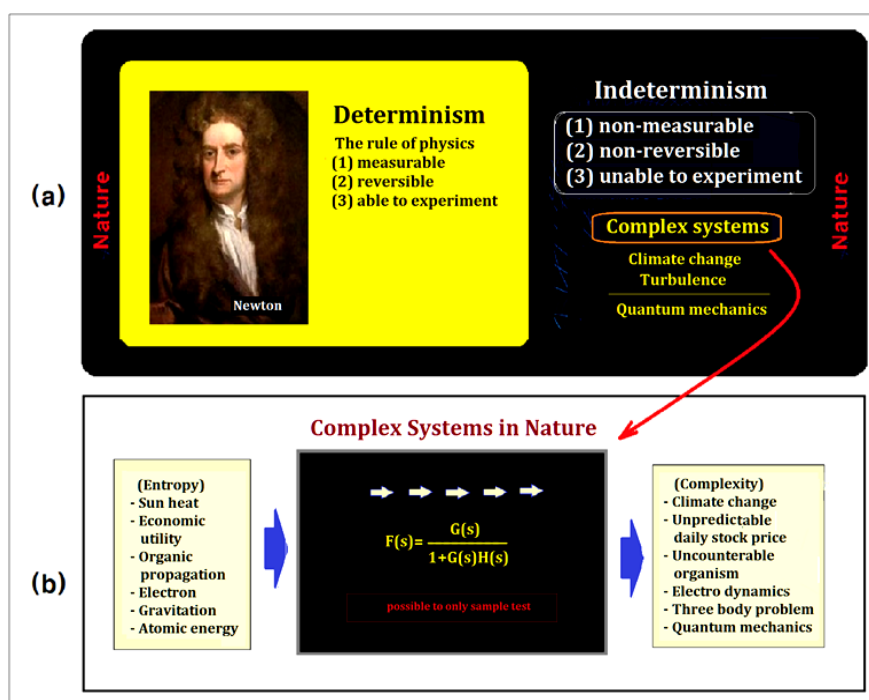 (a)
Nature
Determinism
The rule of physics
(1) measurable
(2) reversible
(3) able to experiment
Newton
Indeterminism
(1) non-measurable
(2) non-reversible
(3) unable to experiment
Complex systems
Climate change
Turbulence
Quantum mechanics
Nature
(b)
Complex Systems in Nature
(Entropy)
- Sun heat
- Economic
utility
- Organic
propagation
- Electron
- Gravitation
- Atomic energy
F(s)= G(s)
1+G(s)H(s)
possible to only sample test
(Complexity)
- Climate change
- Unpredictable
daily stock price
- Uncounterable
organism
- Electro dynamics
- Three body problem
- Quantum mechanics